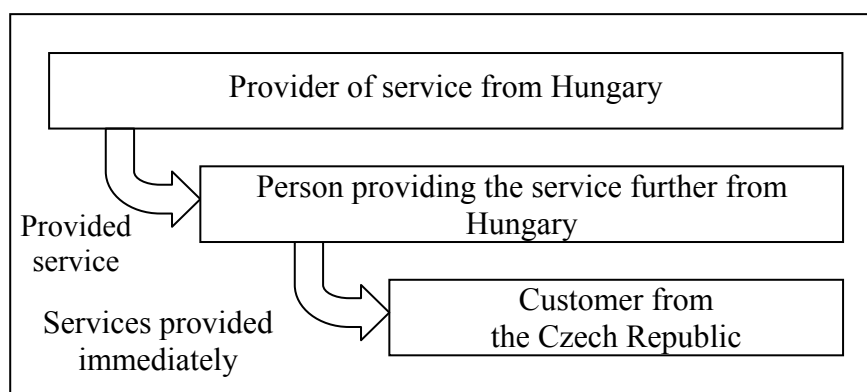 Provider of service from Hungary
Person providing the service further from
Hungary
Provided
service
Customer from
the Czech Republic
Services provided
immediately